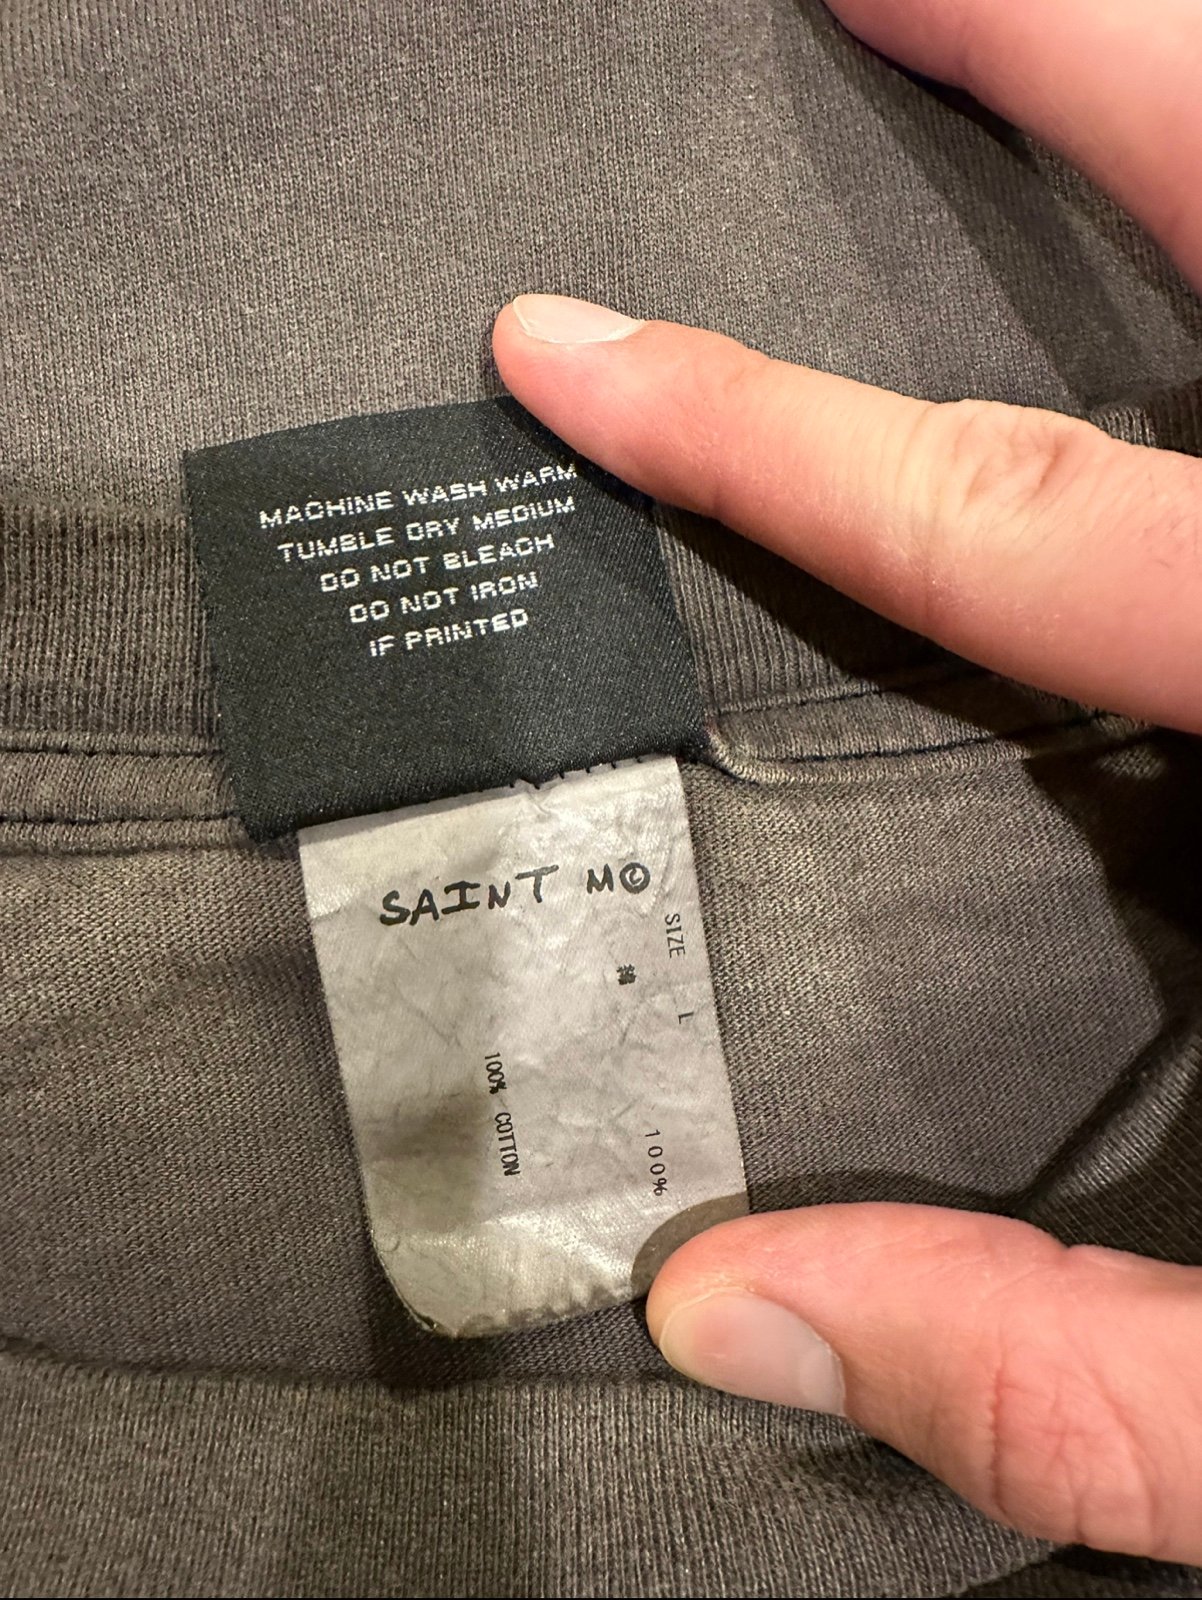 MACHINE WASH WARM
TUMBLE DRY MEDIUM
DO NOT BLEACH
DO NOT IRON
IF PRINTED
SAINT M©
SIZE L
綿 100%
100% COTTON